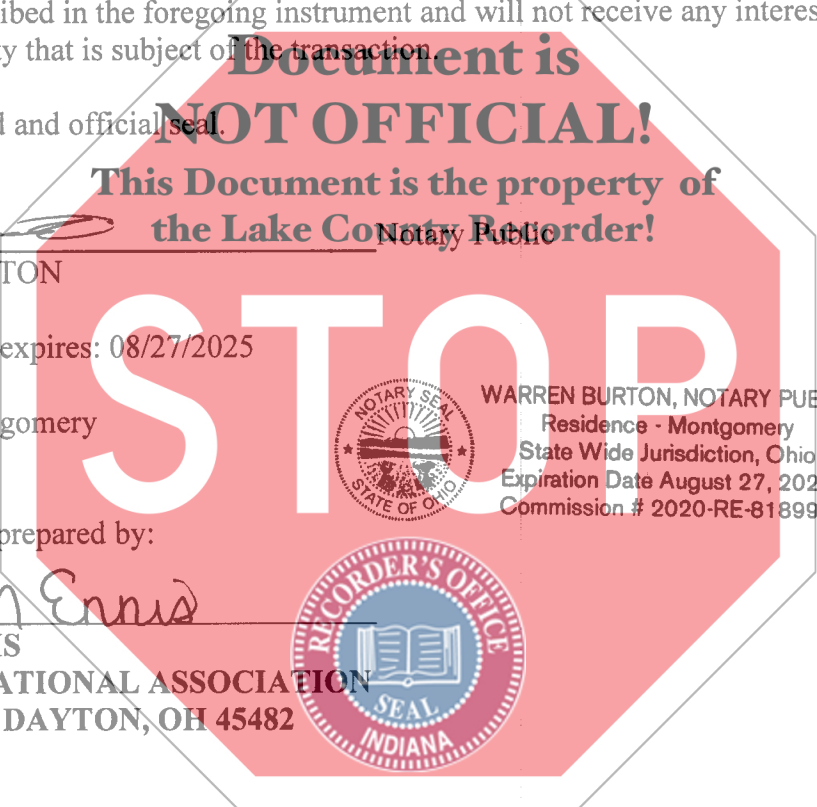 ibed in the foregoing instrument and will not receive any interes
ty that is subject of the transaction.
Document is
NOT OFFICIAL!
d and official seal.
This Document is the property of
the Lake County Recorder!
Notary Public
TON
STOP
expires: 08/27/2025
gomery
NOTARY SEAL
STATE OF OHIO
WARREN BURTON, NOTARY PUB
Residence - Montgomery
State Wide Jurisdiction, Ohio
Expiration Date August 27, 202
Commission # 2020-RE-81899
prepared by:
n Ennis
IS
ATIONAL ASSOCIATION
DAYTON, OH 45482
RECORDER'S OFFICE
SEAL
INDIANA